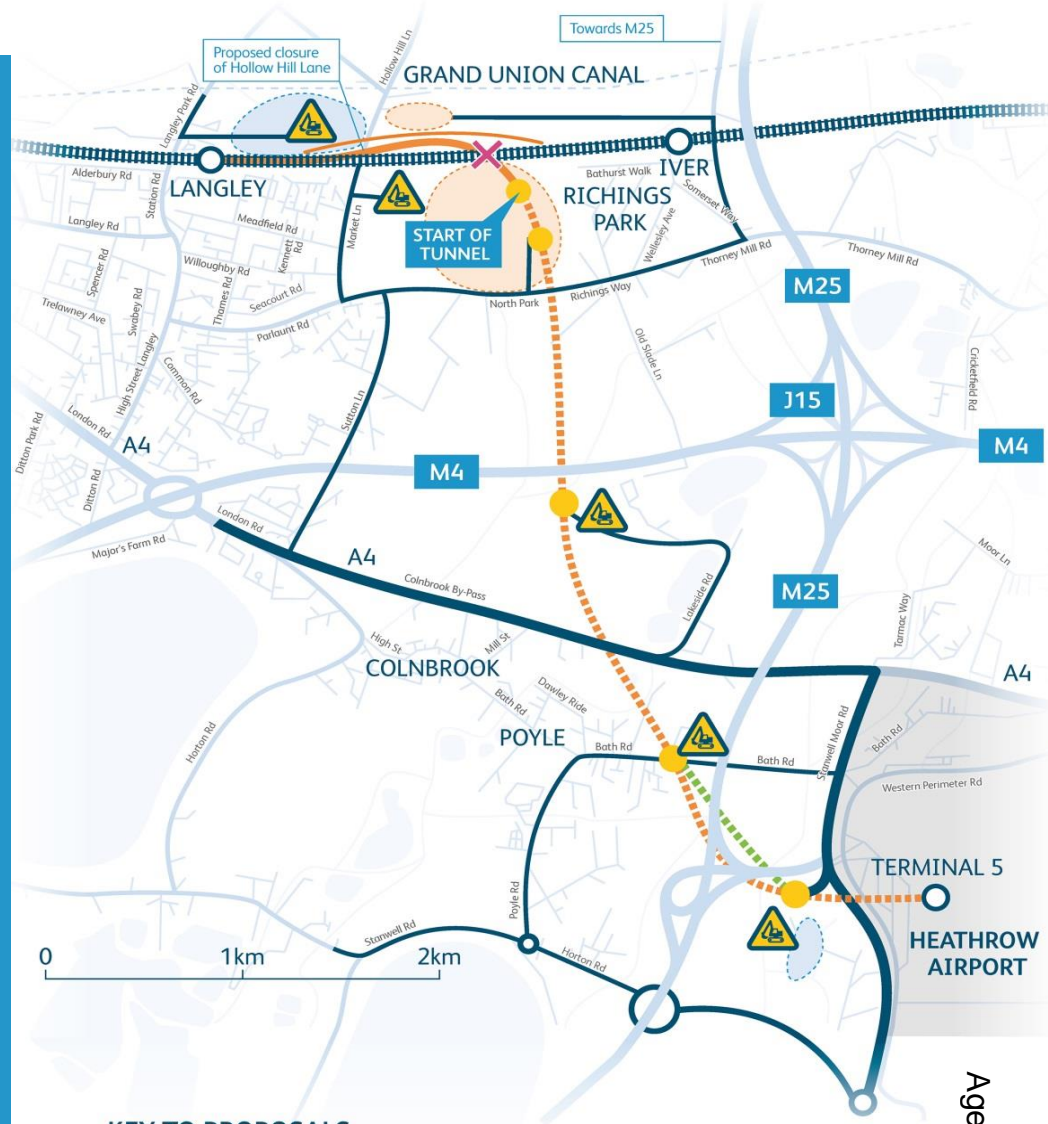 Towards M25
Proposed closure
of Hollow Hill Lane
Hollow Hill Ln
GRAND UNION CANAL
Langley Park Rd
LANGLEY
IVER
Alderbury Rd
Station Rd
Bathurst Walk
RICHINGS
PARK
Somerset Way
Wellesley Ave
Langley Rd
Meadfield Rd
Kennett
Rd
Market Ln
START OF
TUNNEL
Thorney Mill Rd
Thorney Mill Rd
Spencer Rd
Willoughby Rd
Thames Rd
Seacourt Rd
North Park
Richings Way
M25
Trelawney Ave
Swabey Rd
Parlaunt Rd
High Street Langley
Common Rd
Old Slade Ln
Cricketfield Rd
Sutton Ln
J15
London Rd
A4
Ditton Park Rd
Ditton Rd
M4
M4
London Rd
Major's Farm Rd
A4
Colnbrook By-Pass
Moor Ln
Lakeside Rd
M25
Tarmac Way
High St
Mill St
COLNBROOK
A4
Dawley Ride
Bath Rd
POYLE
Bath Rd
Bath Rd
Stanwell Moor Rd
Bath Rd
Horton Rd
Western Perimeter Rd
TERMINAL 5
Poyle Rd
HEATHROW
AIRPORT
Stanwell Rd
Horton Rd
0 1km 2km
Age
KEY TO PROPOSALS